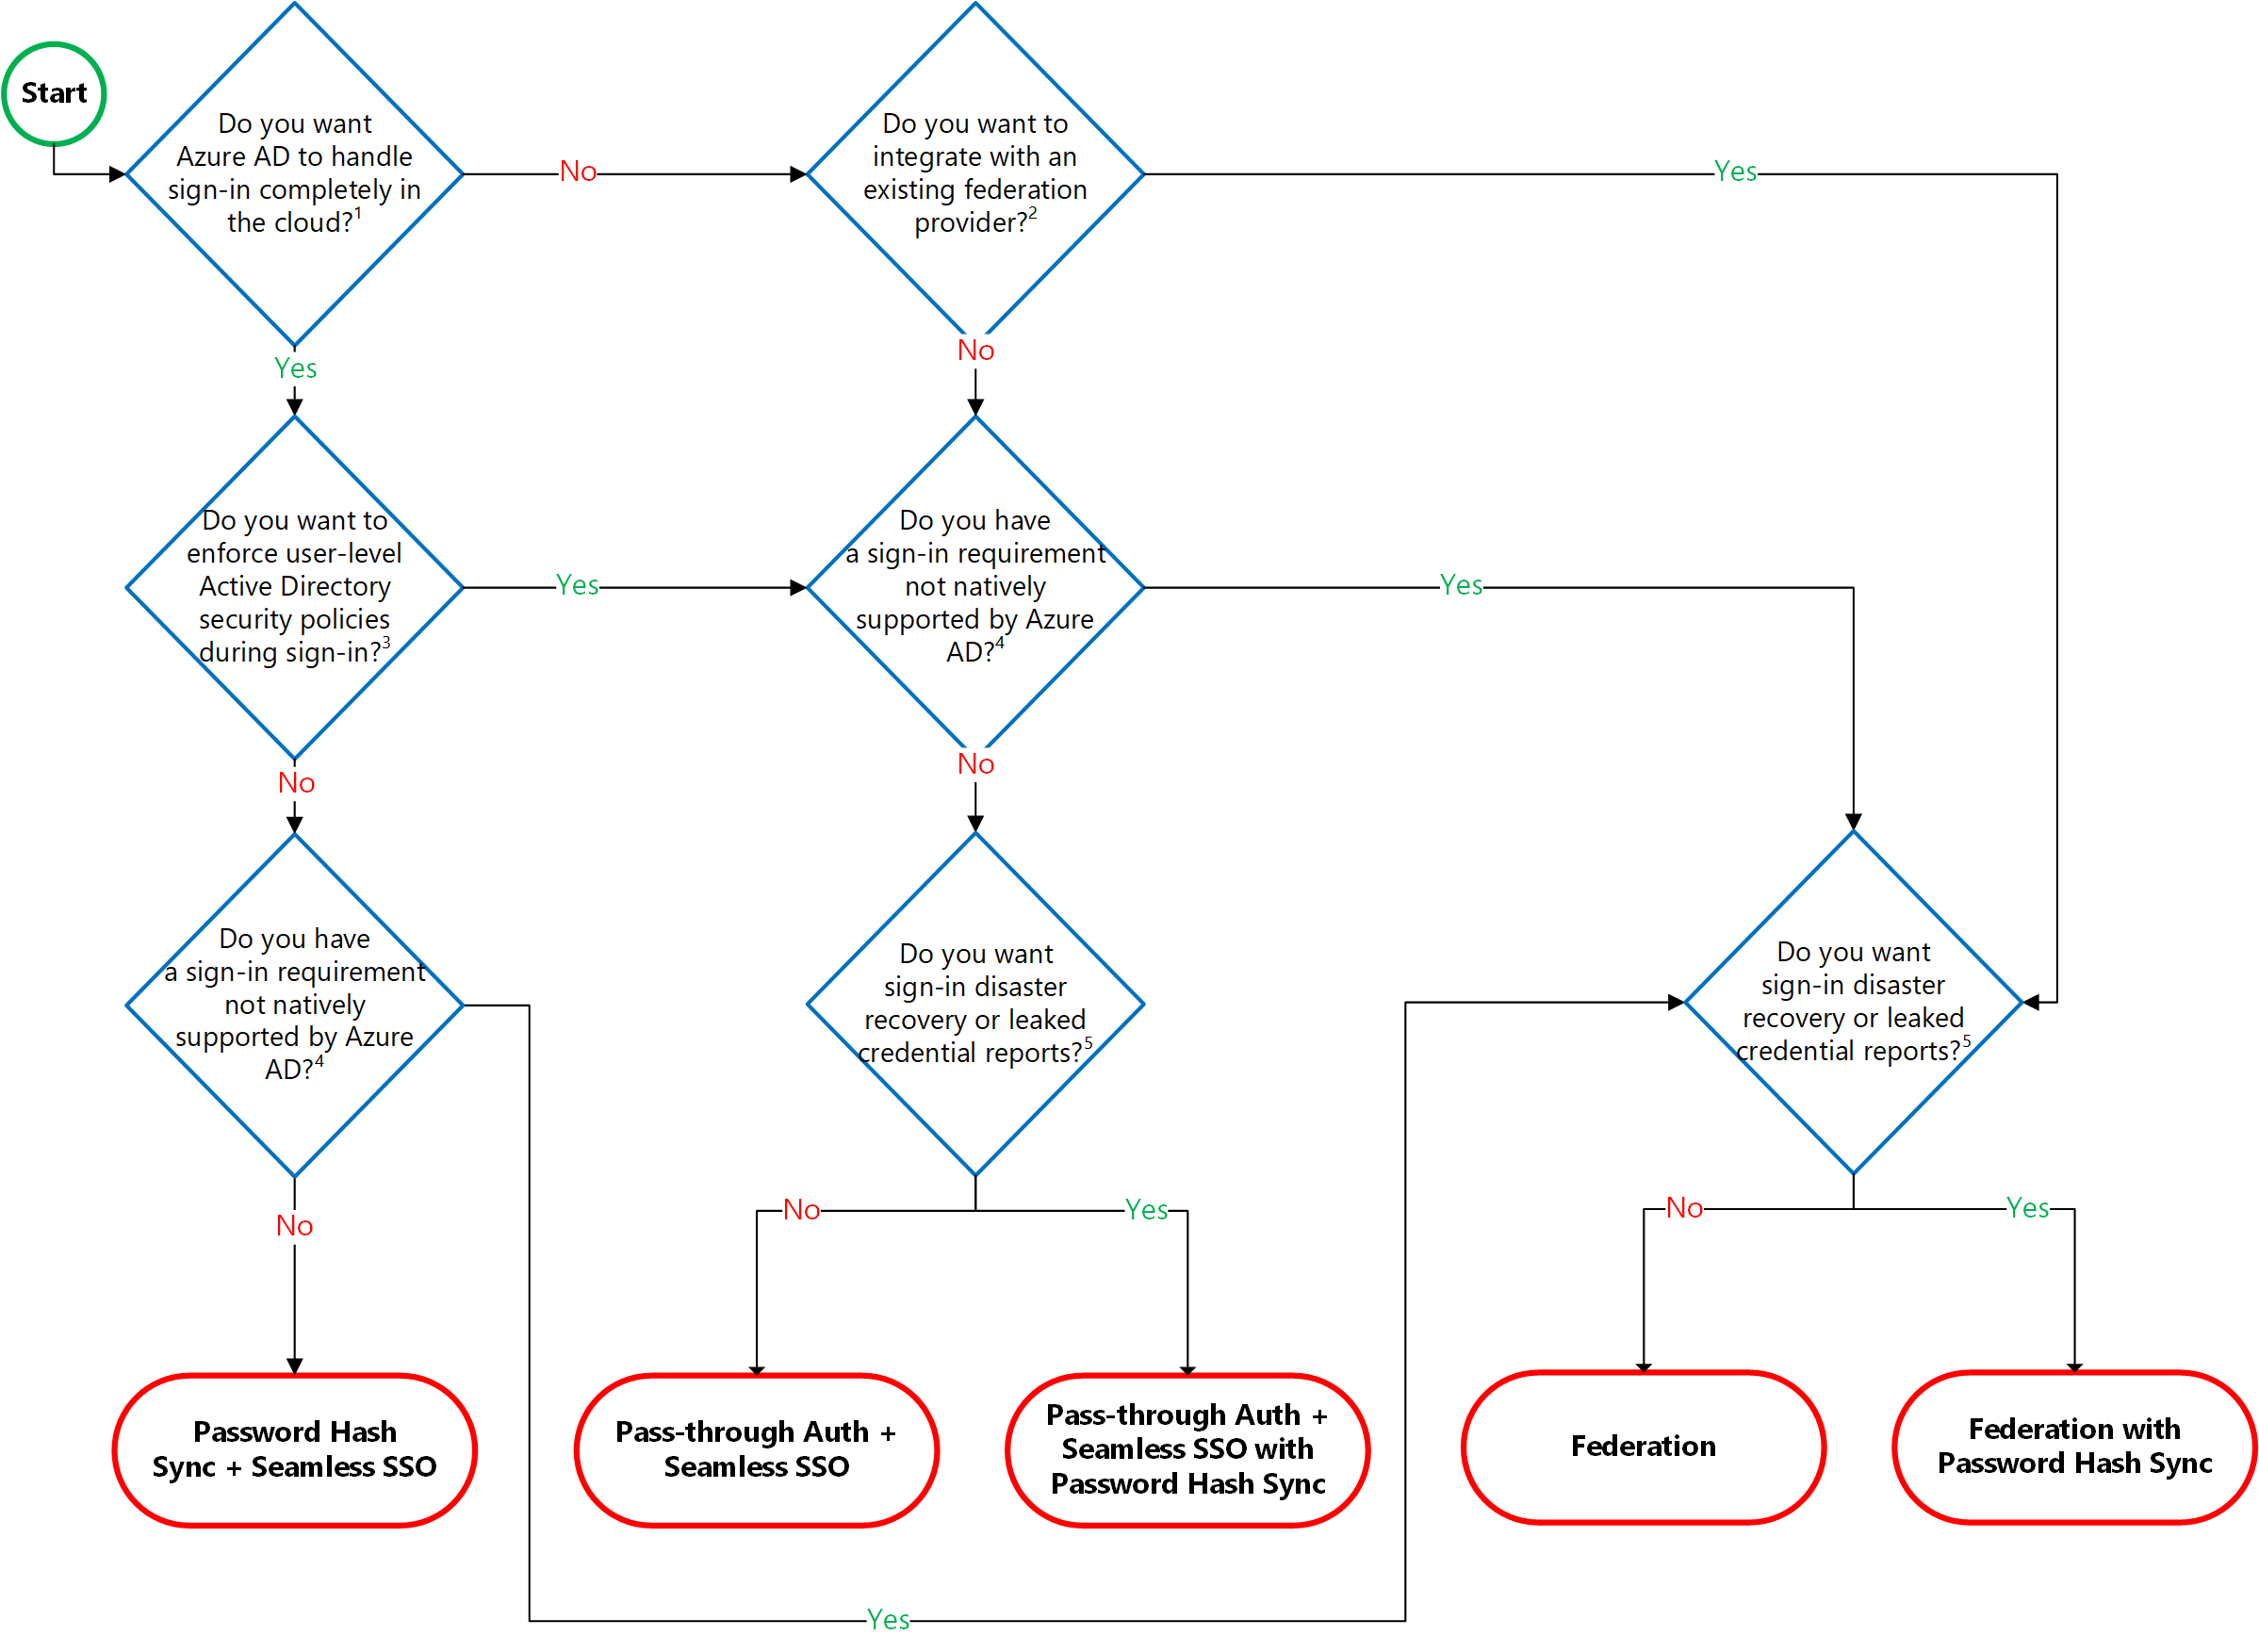 Start
Do you want
Azure AD to handle
sign-in completely in
the cloud?1
No
Do you want to
integrate with an
existing federation
provider?2
Yes
Yes
No
Do you want to
enforce user-level
Active Directory
security policies
during sign-in?3
Yes
Do you have
a sign-in requirement
not natively
supported by Azure
AD?4
Yes
No
No
Do you have
a sign-in requirement
not natively
supported by Azure
AD?4
Do you want
sign-in disaster
recovery or leaked
credential reports?5
Do you want
sign-in disaster
recovery or leaked
credential reports?5
No
No
Yes
No
Yes
Password Hash
Sync + Seamless SSO
Pass-through Auth +
Seamless SSO
Pass-through Auth +
Seamless SSO with
Password Hash Sync
Federation
Federation with
Password Hash Sync
Yes